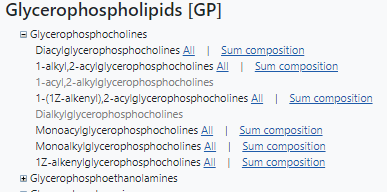 Glycerophospholipids [GP]
Glycerophosphocholines
Diacylglycerophosphocholines All | Sum composition
1-alkyl,2-acylglycerophosphocholines All | Sum composition
1-acyl,2-alkylglycerophosphocholines
1-(1Z-alkenyl),2-acylglycerophosphocholines All | Sum composition
Dialkylglycerophosphocholines
Monoacylglycerophosphocholines All | Sum composition
Monoalkylglycerophosphocholines All | Sum composition
1Z-alkenylglycerophosphocholines All | Sum composition
Glycerophosphoethanolamines